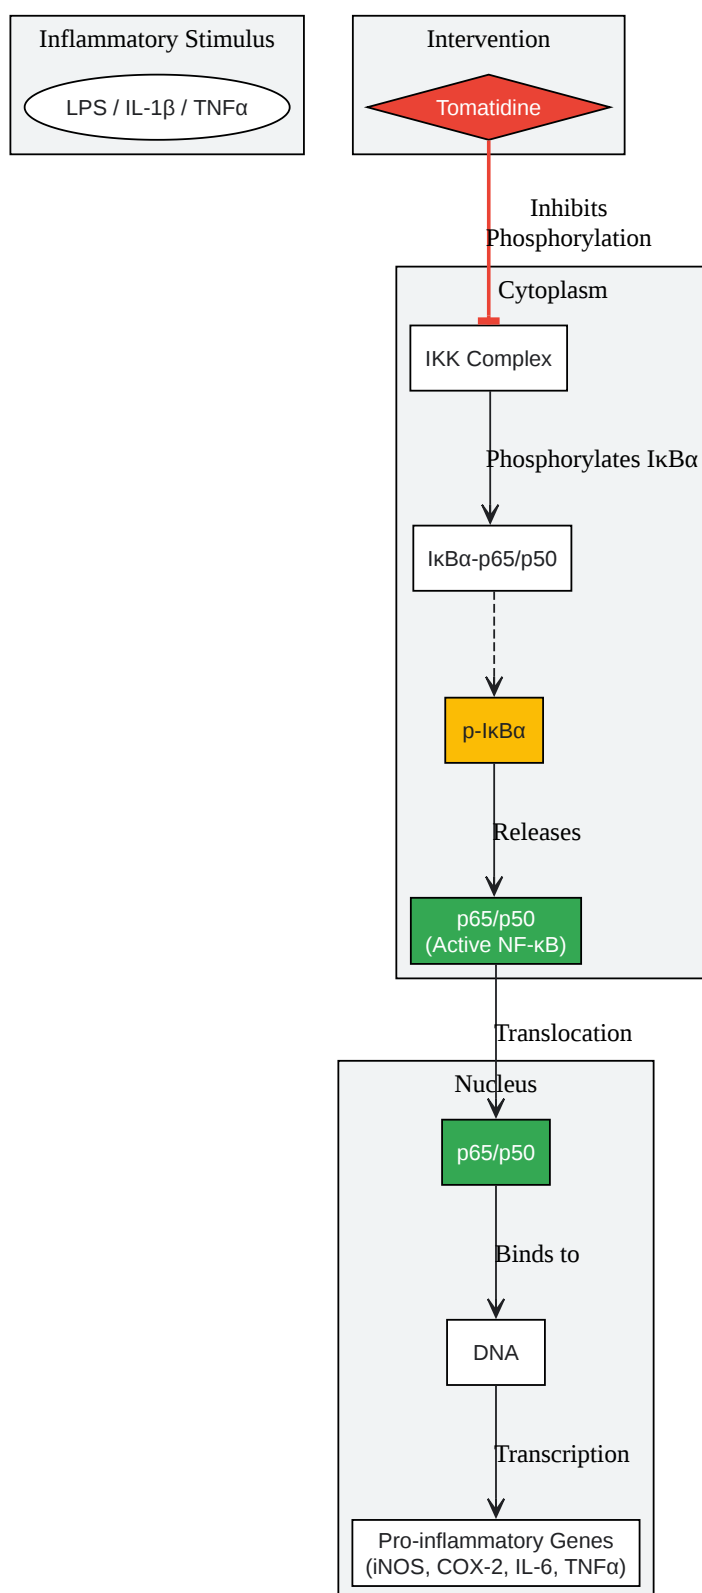 Inflammatory Stimulus
LPS / IL-1β / TNFα
Intervention
Tomatidine
Inhibits
Phosphorylation
Cytoplasm
IKK Complex
Phosphorylates IκBα
IκBα-p65/p50
p-IκBα
Releases
p65/p50
(Active NF-κB)
Translocation
Nucleus
p65/p50
Binds to
DNA
Transcription
Pro-inflammatory Genes
(iNOS, COX-2, IL-6, TNFα)